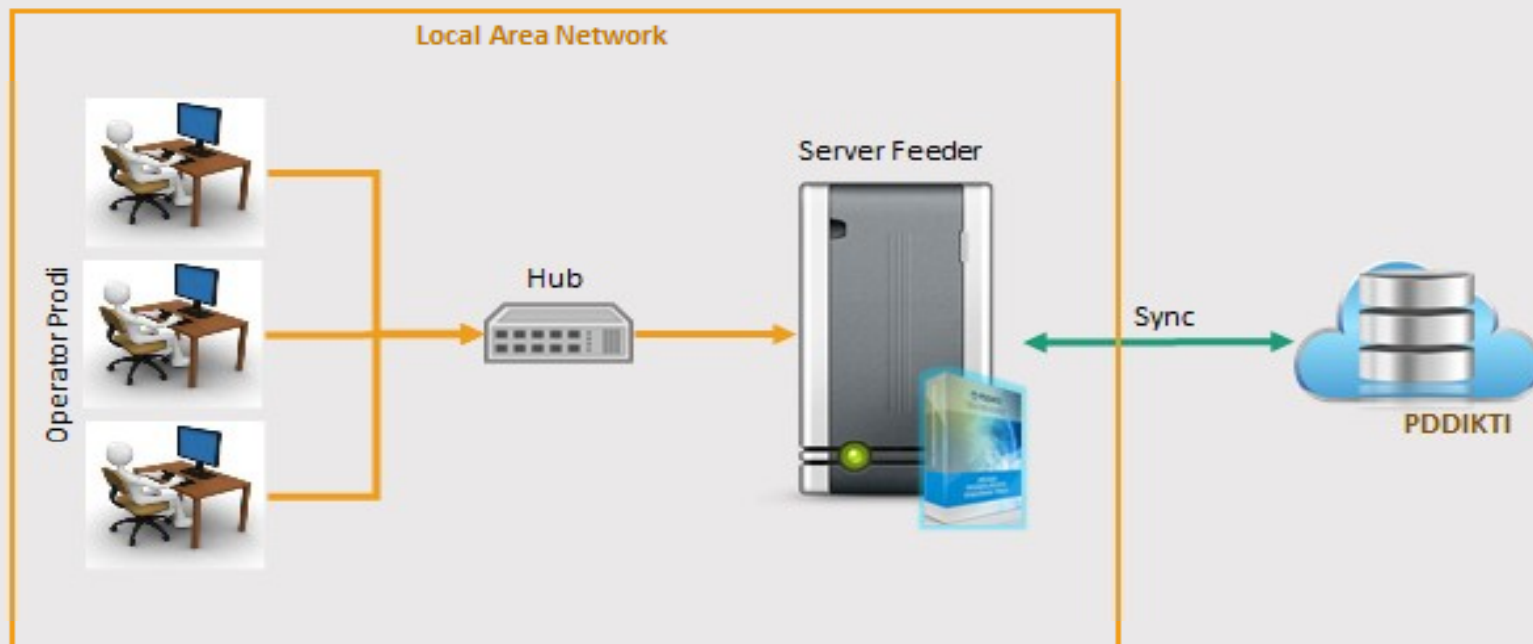 Local Area Network
Operator Prodi
Hub
Server Feeder
Sync
PDDIKTI